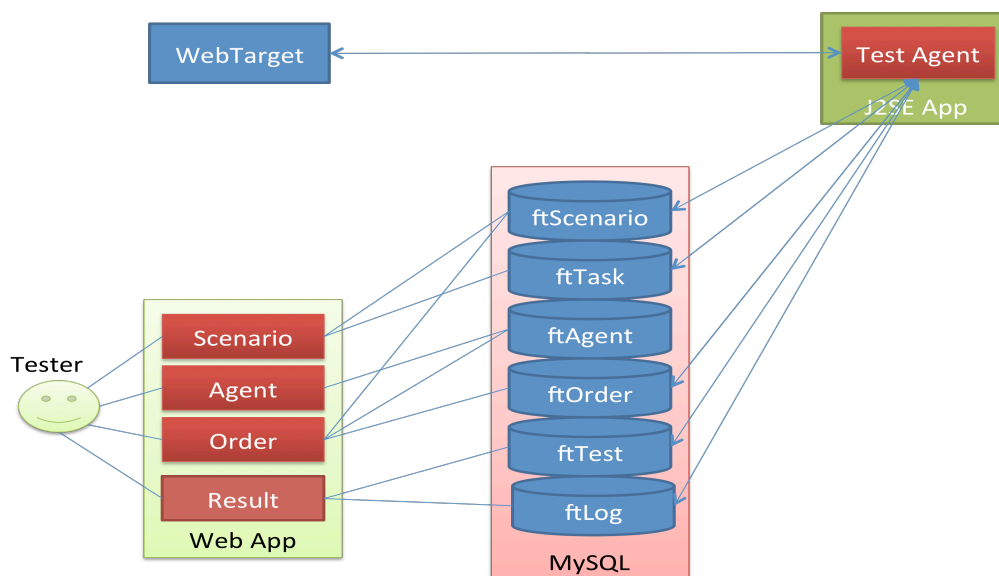 WebTarget
Test Agent
J2SE App
ftScenario
ftTask
ftAgent
ftOrder
ftTest
ftLog
MySQL
Tester
Scenario
Agent
Order
Result
Web App